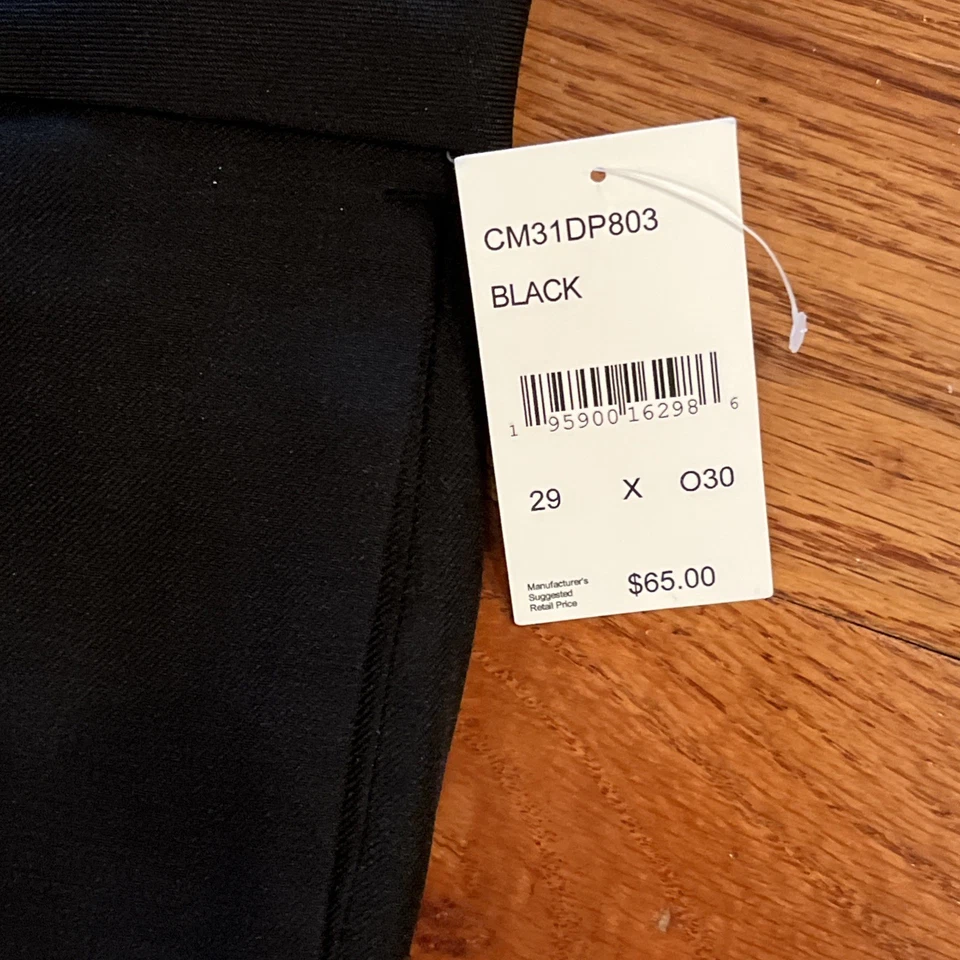 CM31DP803
BLACK
1 95900 16298 6
29 X O30
Manufacturer's
Suggested
Retail Price
$65.00